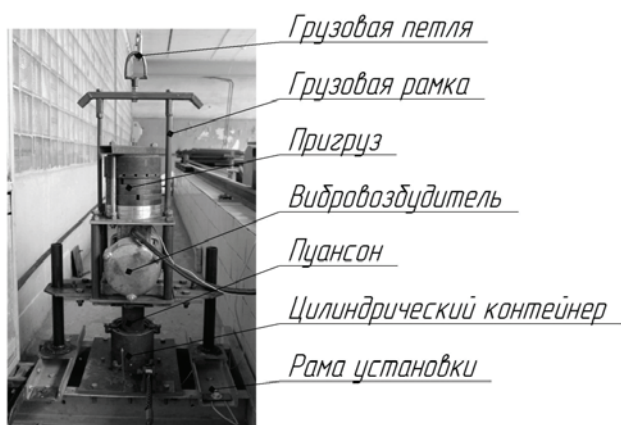 Грузовая петля
Грузовая рамка
Пригруз
Вибровозбудитель
Пуансон
Цилиндрический контейнер
Рама установки